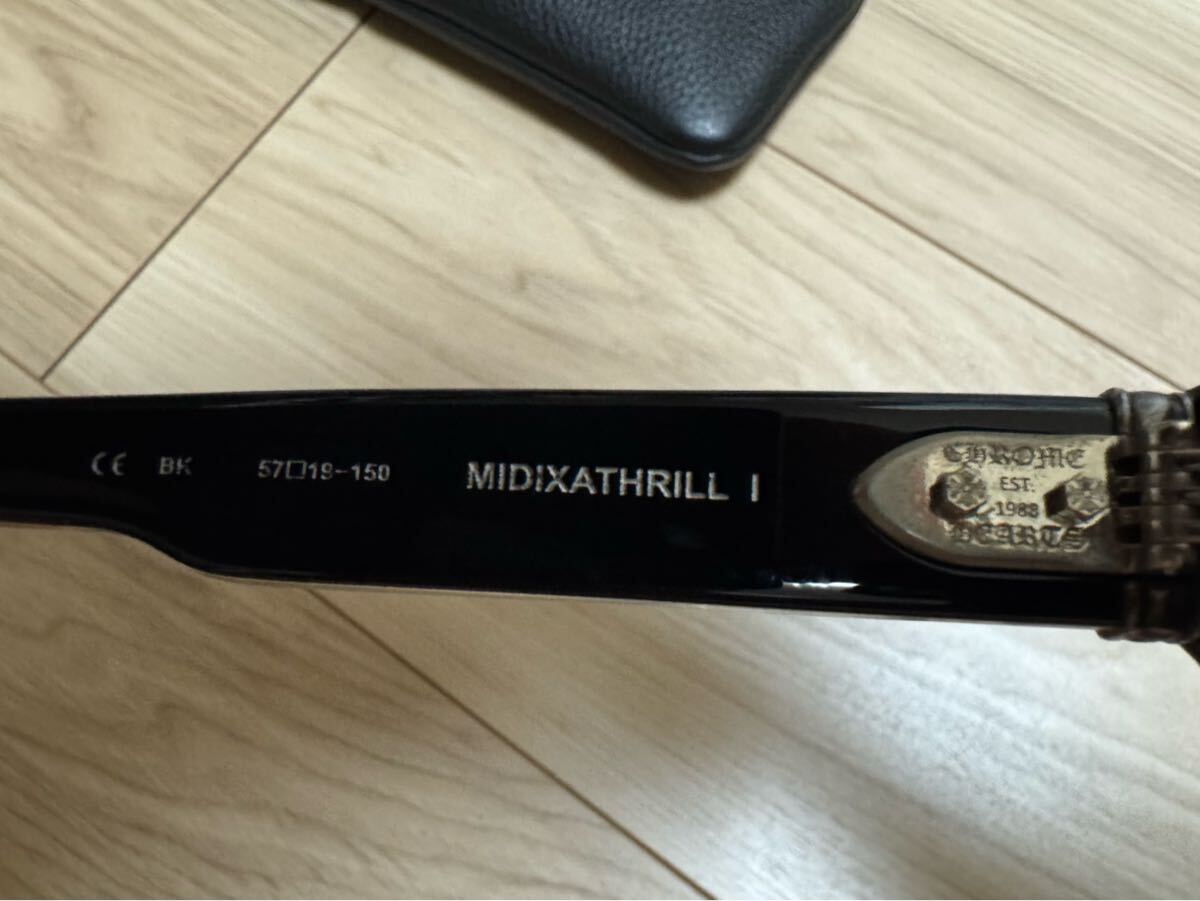 CE BK 57□19-150 MIDIXATHRILL I
CHROME
EST.
1988
HEARTS